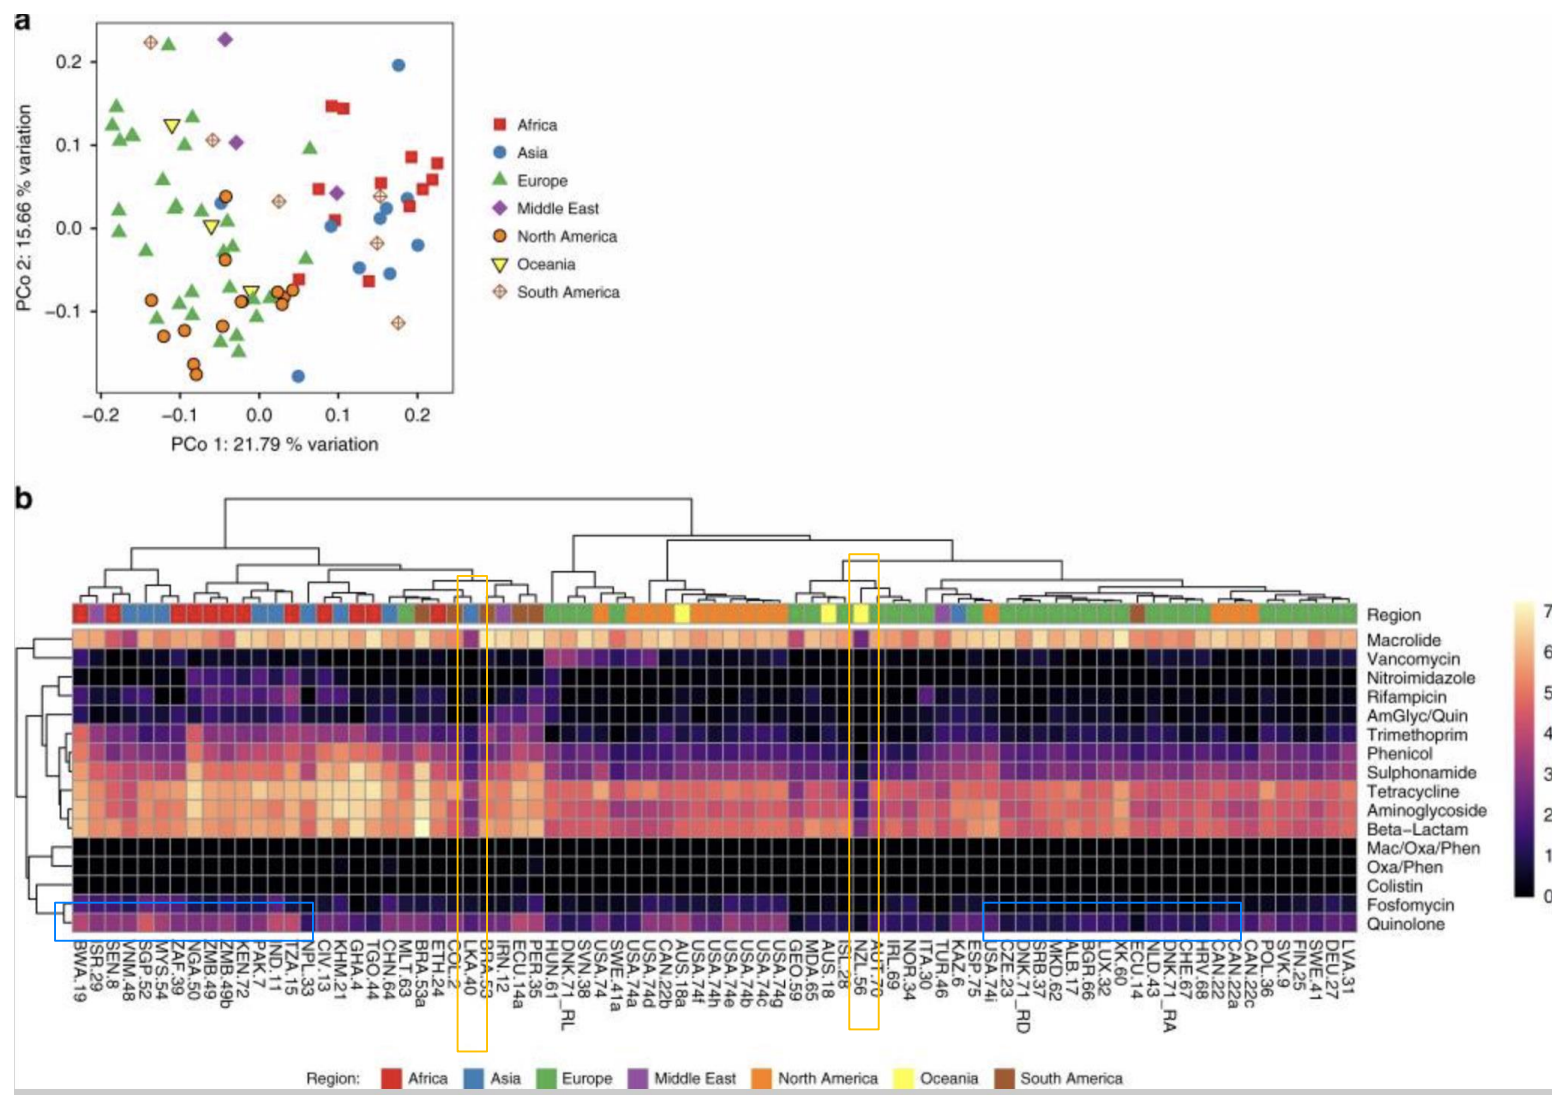 a
PCo 2: 15.66 % variation
0.2
0.1
0.0
−0.1
−0.2
−0.1
0.0
0.1
0.2
PCo 1: 21.79 % variation
Africa
Asia
Europe
Middle East
North America
Oceania
South America
b
Region
Macrolide
Vancomycin
Nitroimidazole
Rifampicin
AmGlyc/Quin
Trimethoprim
Phenicol
Sulphonamide
Tetracycline
Aminoglycoside
Beta−Lactam
Mac/Oxa/Phen
Oxa/Phen
Colistin
Fosfomycin
Quinolone
7
6
5
4
3
2
1
0
BWA.19
ISR.29
SEN.8
VNM.48
SGP.52
MYS.54
ZAF.39
NGA.50
ZMB.49
ZMB.49b
KEN.72
PAK.7
IND.11
TZA.15
NPL.33
CIV.13
KHM.21
GHA.4
TGO.44
CHN.64
MLT.63
BRA.53a
ETH.24
COL.2
LKA.40
BRA.53
IRN.12
ECU.14a
PER.35
HUN.61
DNK.71_RL
SVN.38
USA.74
SWE.41a
USA.74a
USA.74d
CAN.22b
AUS.18a
USA.74f
USA.74h
USA.74e
USA.74b
USA.74c
USA.74g
GEO.59
MDA.65
AUS.18
ISL.28
NZL.56
AUT.70
IRL.69
NOR.34
ITA.30
TUR.46
KAZ.6
ESP.75
USA.74i
CZE.23
DNK.71_RD
SRB.37
MKD.62
ALB.17
BGR.66
LUX.32
XK.60
ECU.14
NLD.43
DNK.71_RA
CHE.67
HRV.68
CAN.22
CAN.22a
CAN.22c
POL.36
SVK.9
FIN.25
SWE.41
DEU.27
LVA.31
Region: Africa Asia Europe Middle East North America Oceania South America